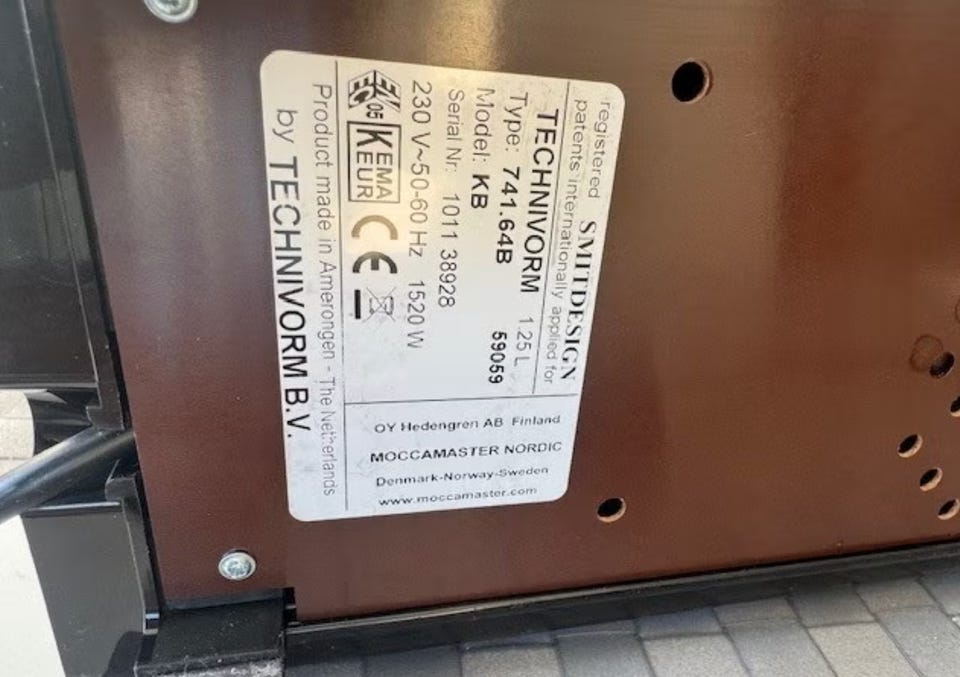 registered SMITDESIGN
patents internationally applied for
TECHNIVORM 1.25 L
Type: 741.64B
Model: KB 59059
Serial Nr: 1011 38928
230 V~50-60 Hz 1520 W
05 KEMA KEUR CE
Product made in Amerongen - The Netherlands
by TECHNIVORM B.V.
OY Hedengren AB Finland
MOCCAMASTER NORDIC
Denmark-Norway-Sweden
www.moccamaster.com